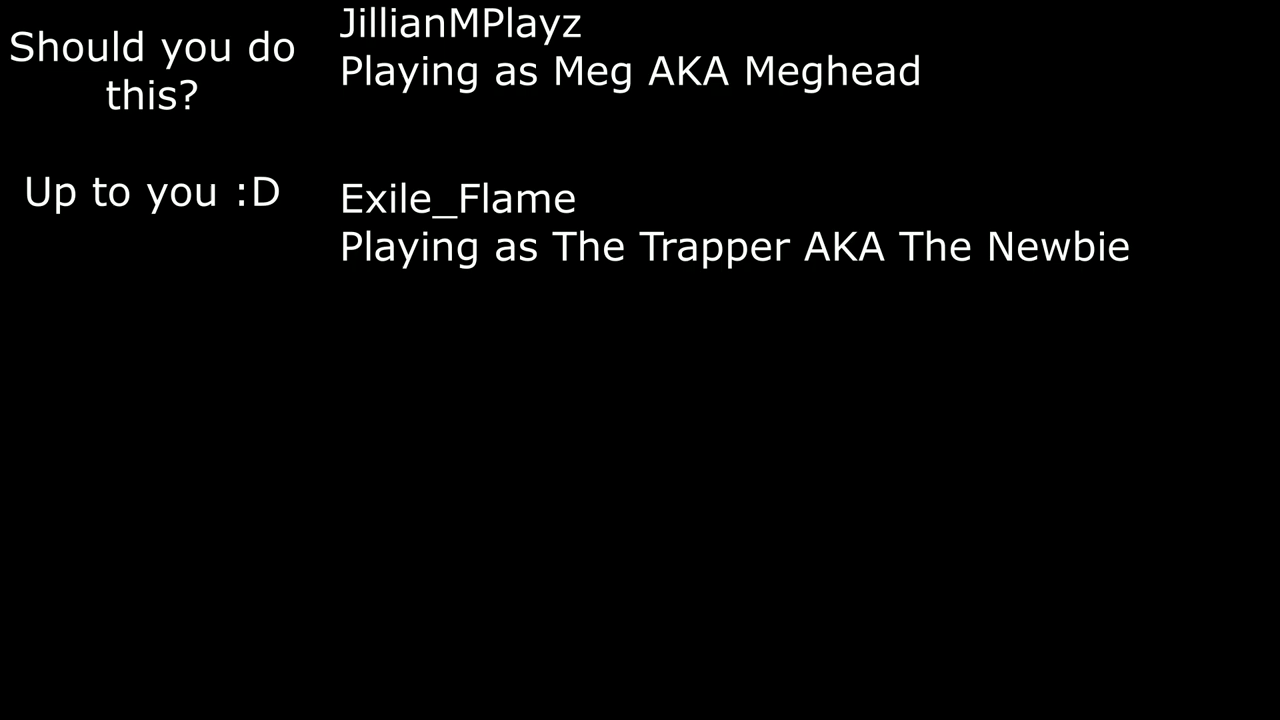 Should you do
this?
Up to you :D
JillianMPlayz
Playing as Meg AKA Meghead
Exile_Flame
Playing as The Trapper AKA The Newbie